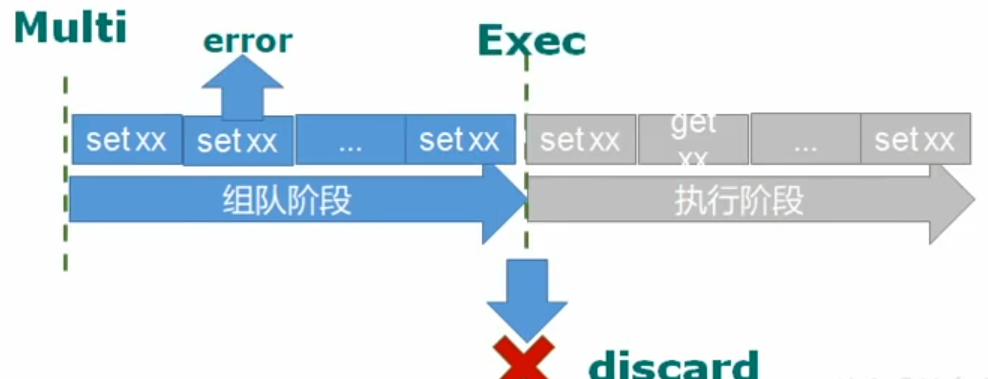 Multi
error
Exec
set xx
set xx
...
set xx
set xx
get
xx
...
set xx
组队阶段
执行阶段
discard